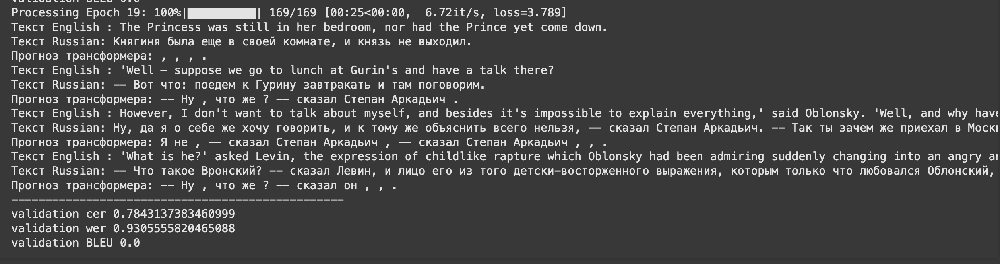 validation BLEU 0.0
Processing Epoch 19: 100%|██████████| 169/169 [00:25<00:00,  6.72it/s, loss=3.789]
Текст English : The Princess was still in her bedroom, nor had the Prince yet come down.
Текст Russian: Княгиня была еще в своей комнате, и князь не выходил.
Прогноз трансформера: , , , .
Текст English : 'Well — suppose we go to lunch at Gurin's and have a talk there?
Текст Russian: -- Вот что: поедем к Гурину завтракать и там поговорим.
Прогноз трансформера: -- Ну , что же ? -- сказал Степан Аркадьич .
Текст English : However, I don't want to talk about myself, and besides it's impossible to explain everything,' said Oblonsky. 'Well, and why have
Текст Russian: Ну, да я о себе же хочу говорить, и к тому же объяснить всего нельзя, -- сказал Степан Аркадьич. -- Так ты зачем же приехал в
Прогноз трансформера: Я не , -- сказал Степан Аркадьич , -- сказал Степан Аркадьич , , .
Текст English : 'What is he?' asked Levin, the expression of childlike rapture which Oblonsky had been admiring suddenly changing into an angry
Текст Russian: -- Что такое Вронский? -- сказал Левин, и лицо его из того детски-восторженного выражения, которым только что любовался Облонский,
Прогноз трансформера: -- Ну , что же ? -- сказал он , , .
-------------------------------------------------
validation cer 0.7843137383460999
validation wer 0.9305555820465088
validation BLEU 0.0